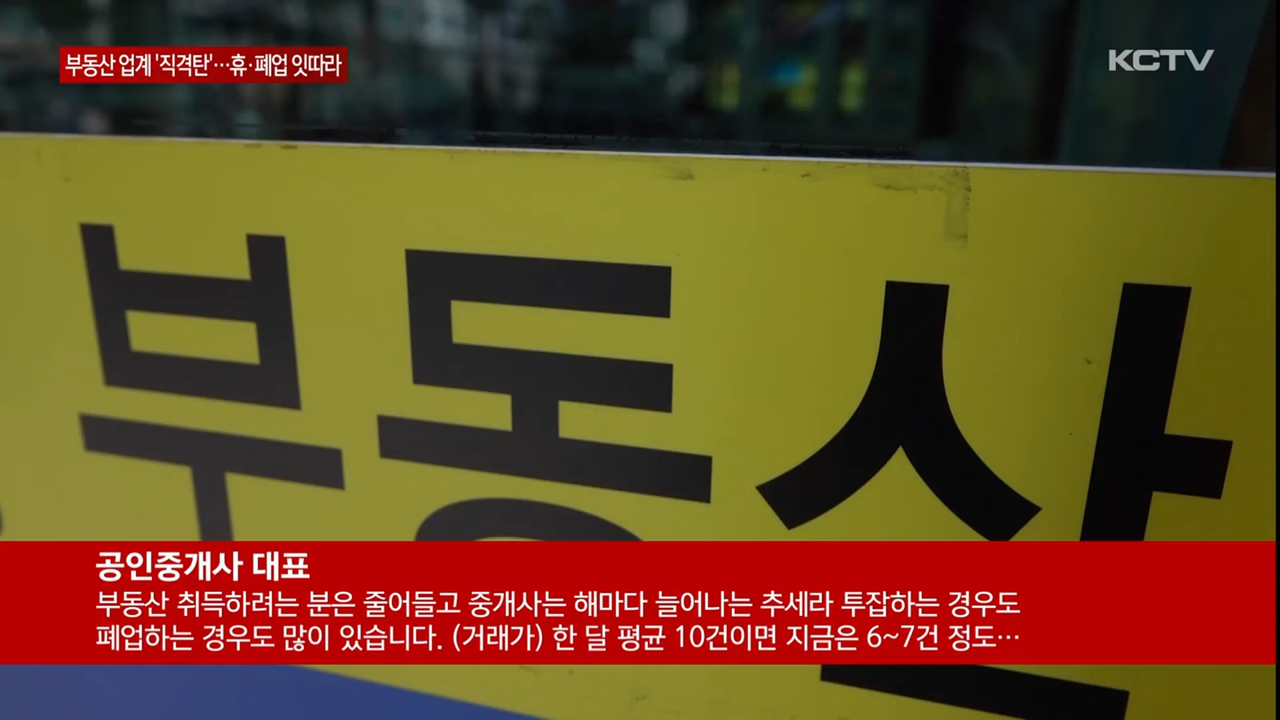 부동산 업계 '직격탄'…휴·폐업 잇따라
KCTV
부동산
공인중개사 대표
부동산 취득하려는 분은 줄어들고 중개사는 해마다 늘어나는 추세라 투잡하는 경우도
폐업하는 경우도 많이 있습니다. (거래가) 한 달 평균 10건이면 지금은 6~7건 정도…